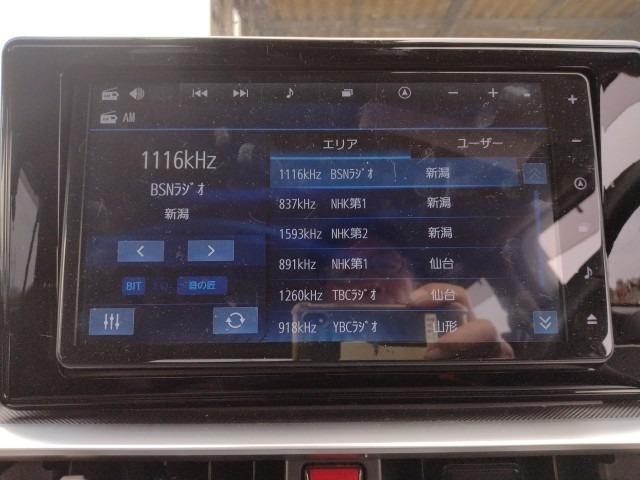 AM
1116kHz
BSNﾗｼﾞｵ
新潟
BIT
音の匠
エリア ユーザー
1116kHz BSNﾗｼﾞｵ 新潟
837kHz NHK第1 新潟
1593kHz NHK第2 新潟
891kHz NHK第1 仙台
1260kHz TBCﾗｼﾞｵ 仙台
918kHz YBCﾗｼﾞｵ 山形